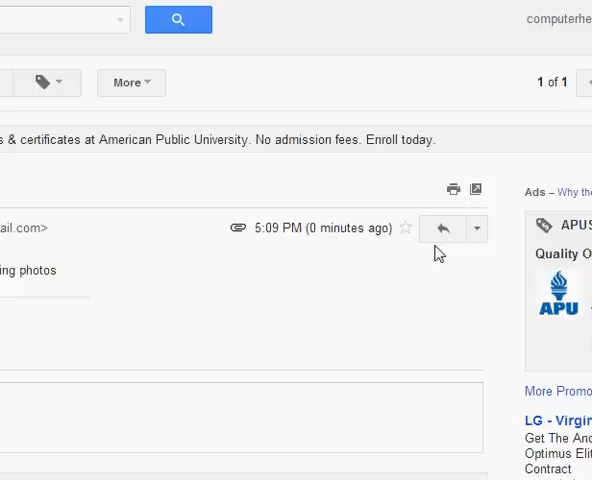 computerhe
More
1 of 1
s & certificates at American Public University. No admission fees. Enroll today.
Ads – Why the
ail.com>
5:09 PM (0 minutes ago)
APUS
Quality O
ing photos
APU
More Promo
LG - Virgin
Get The And
Optimus Elit
Contract